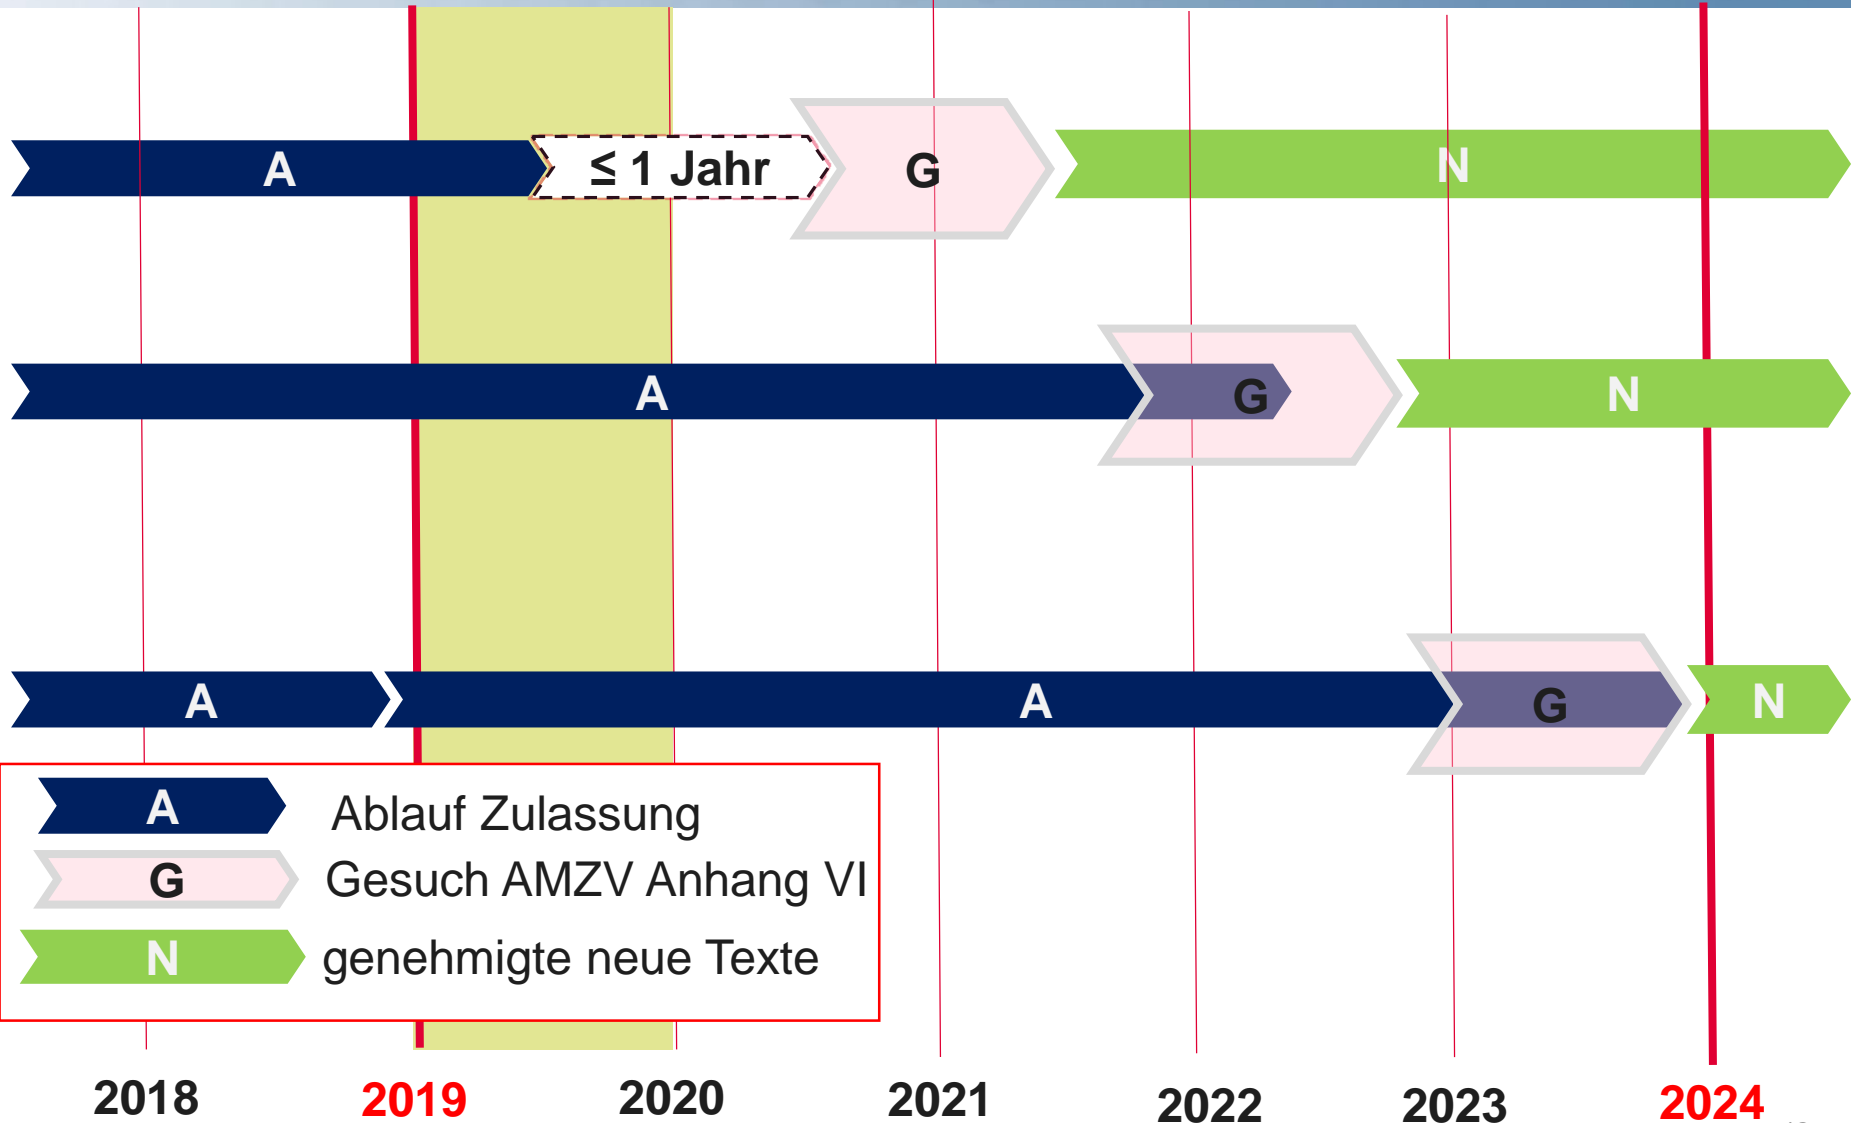 A ≤ 1 Jahr G N
A G N
A A G N
A Ablauf Zulassung
G Gesuch AMZV Anhang VI
N genehmigte neue Texte
2018 2019 2020 2021 2022 2023 2024